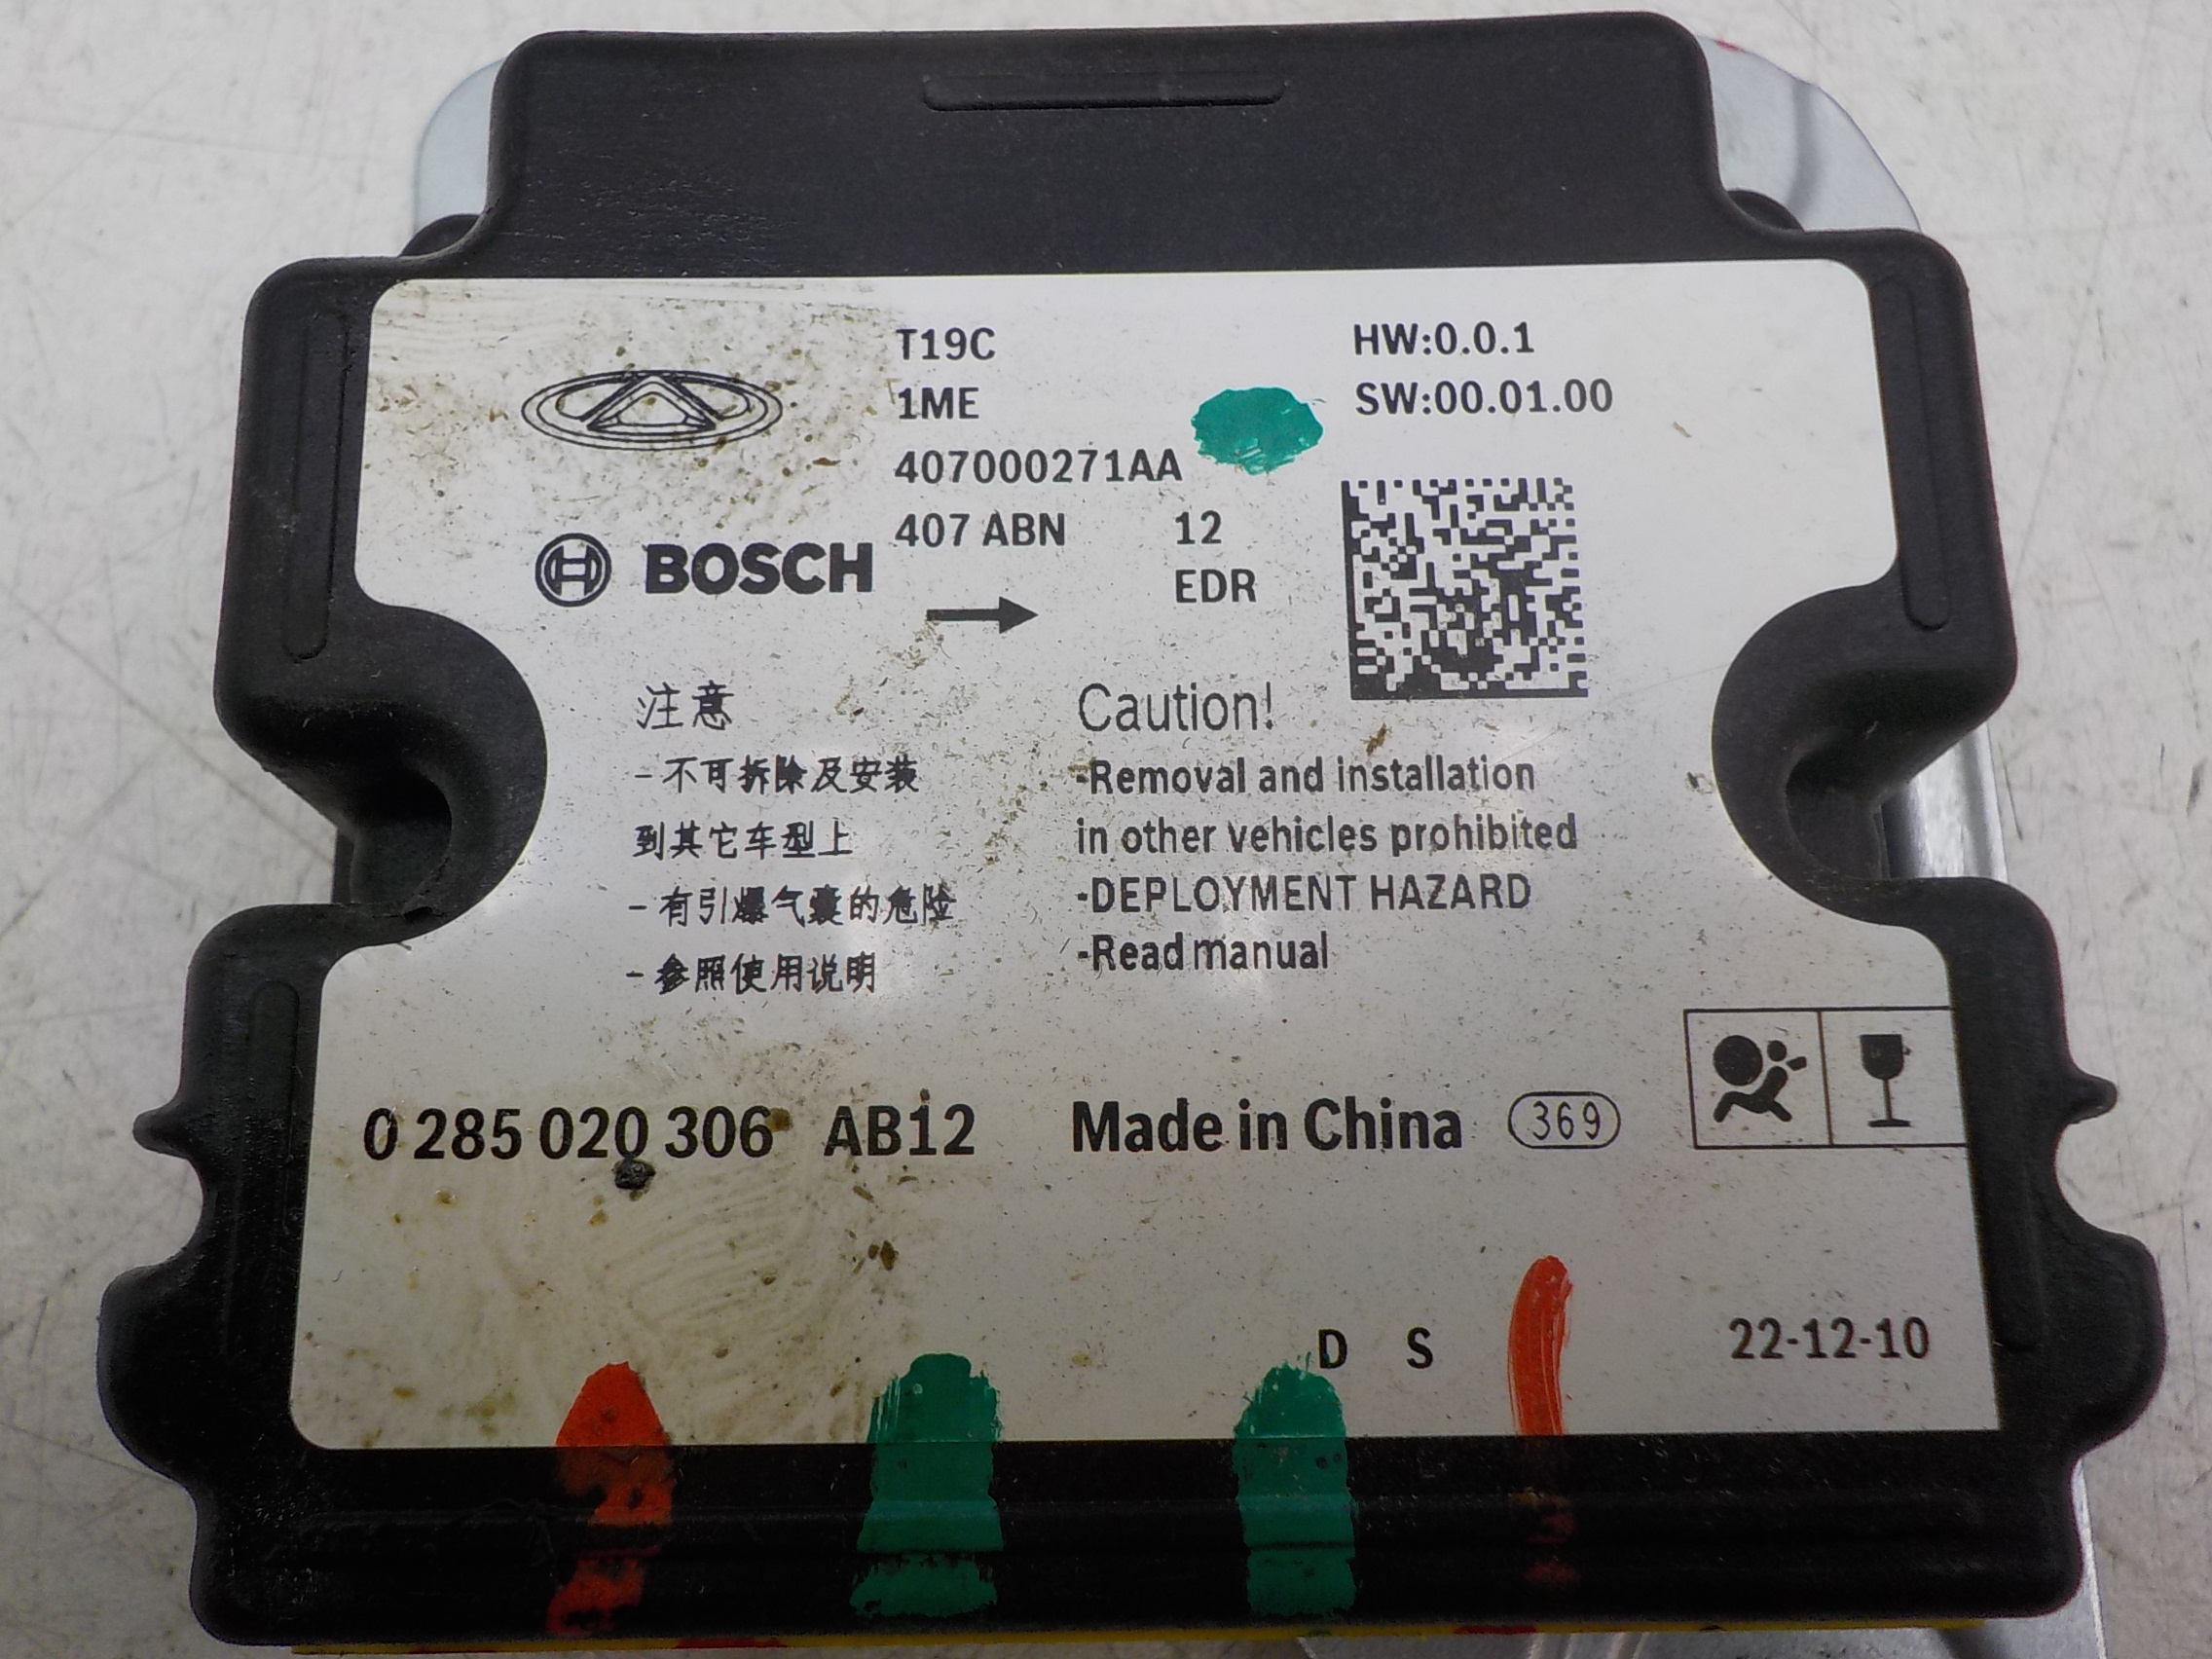 T19C
HW:0.0.1
1ME
SW:00.01.00
407000271AA
407 ABN 12
BOSCH
EDR
注意
-不可拆除及安装
到其它车型上
-有引爆气囊的危险
-参照使用说明
Caution!
-Removal and installation
in other vehicles prohibited
-DEPLOYMENT HAZARD
-Read manual
0 285 020 306 AB12 Made in China 369
D S 22-12-10